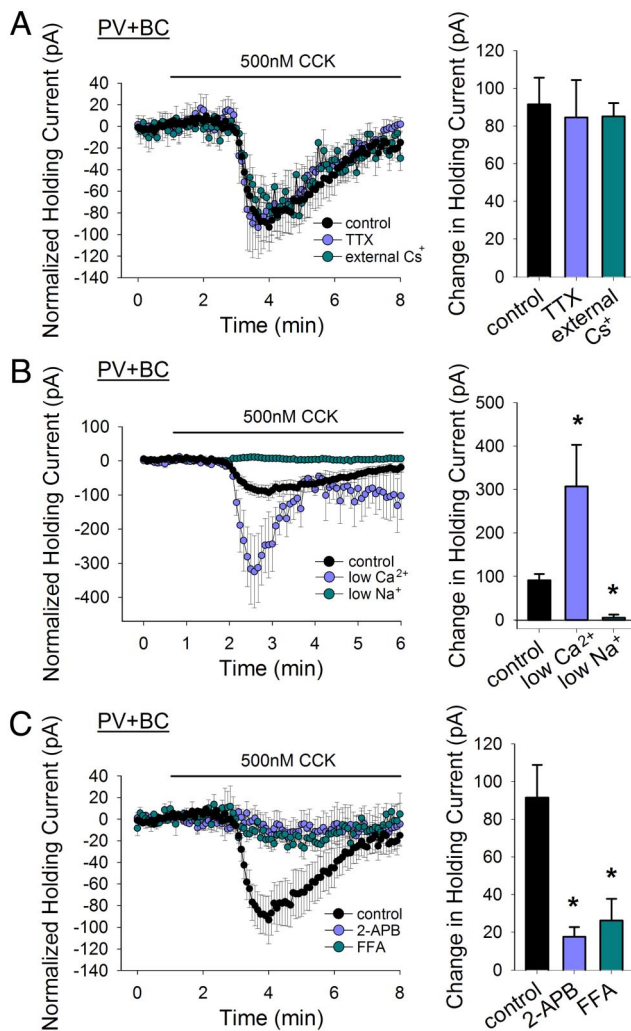 A
PV+BC
500nM CCK
Normalized Holding Current (pA)
40
20
0
-20
-40
-60
-80
-100
-120
-140
control
TTX
external Cs⁺
0 2 4 6 8
Time (min)
Change in Holding Current (pA)
120
100
80
60
40
20
0
control
TTX
external
Cs⁺
B
PV+BC
500nM CCK
Normalized Holding Current (pA)
100
0
-100
-200
-300
-400
control
low Ca²⁺
low Na⁺
0 1 2 3 4 5 6
Time (min)
Change in Holding Current (pA)
500
400
300
200
100
0
*
*
control
low Ca²⁺
low Na⁺
C
PV+BC
500nM CCK
Normalized Holding Current (pA)
40
20
0
-20
-40
-60
-80
-100
-120
-140
control
2-APB
FFA
0 2 4 6 8
Time (min)
Change in Holding Current (pA)
120
100
80
60
40
20
0
*
*
control
2-APB
FFA